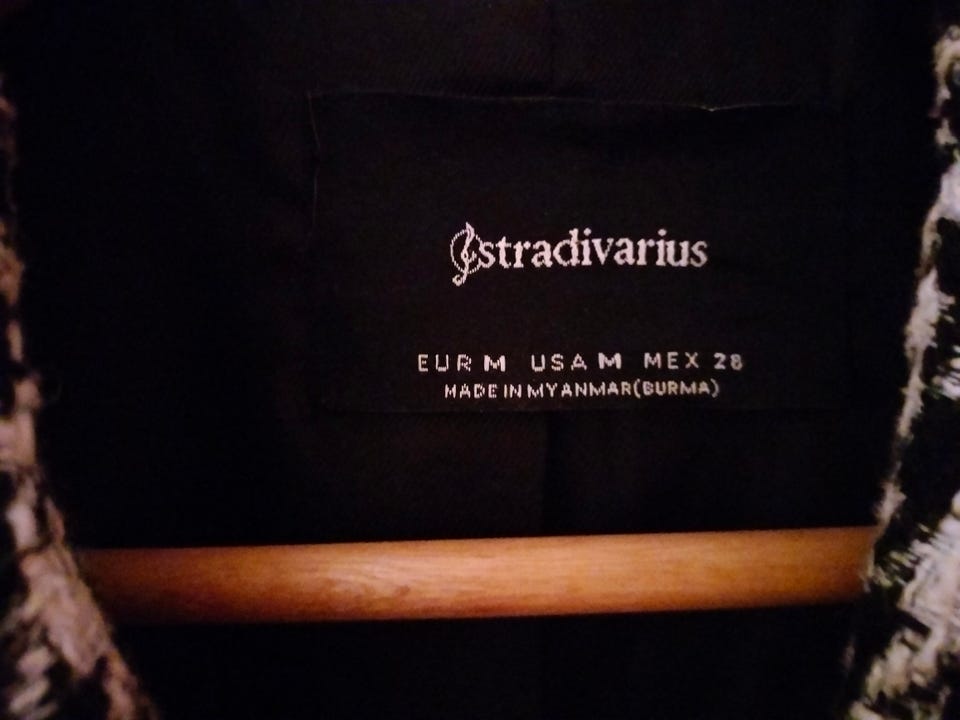 stradivarius
EUR M USA M MEX 28
MADE IN MYANMAR(BURMA)